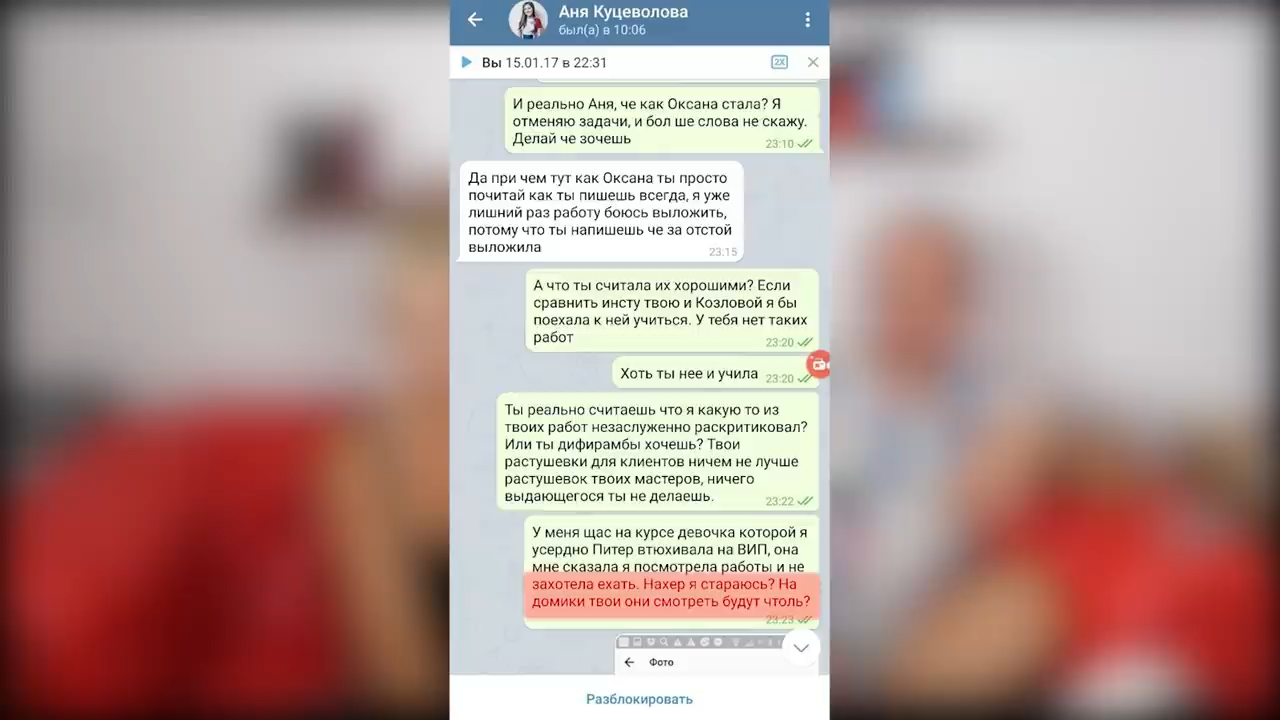 Аня Куцеволова
был(а) в 10:06
Вы 15.01.17 в 22:31
2X
И реально Аня, че как Оксана стала? Я
отменяю задачи, и бол ше слова не скажу.
Делай че зочешь
23:10
Да при чем тут как Оксана ты просто
почитай как ты пишешь всегда, я уже
лишний раз работу боюсь выложить,
потому что ты напишешь че за отстой
выложила
23:15
А что ты считала их хорошими? Если
сравнить инсту твою и Козловой я бы
поехала к ней учиться. У тебя нет таких
работ
23:20
Хоть ты нее и учила
23:20
Ты реально считаешь что я какую то из
твоих работ незаслуженно раскритиковал?
Или ты дифирамбы хочешь? Твои
растушевки для клиентов ничем не лучше
растушевок твоих мастеров, ничего
выдающегося ты не делаешь.
23:22
У меня щас на курсе девочка которой я
усердно Питер втюхивала на ВИП, она
мне сказала я посмотрела работы и не
захотела ехать. Нахер я стараюсь? На
домики твои они смотреть будут чтоль?
23:23
Фото
Разблокировать